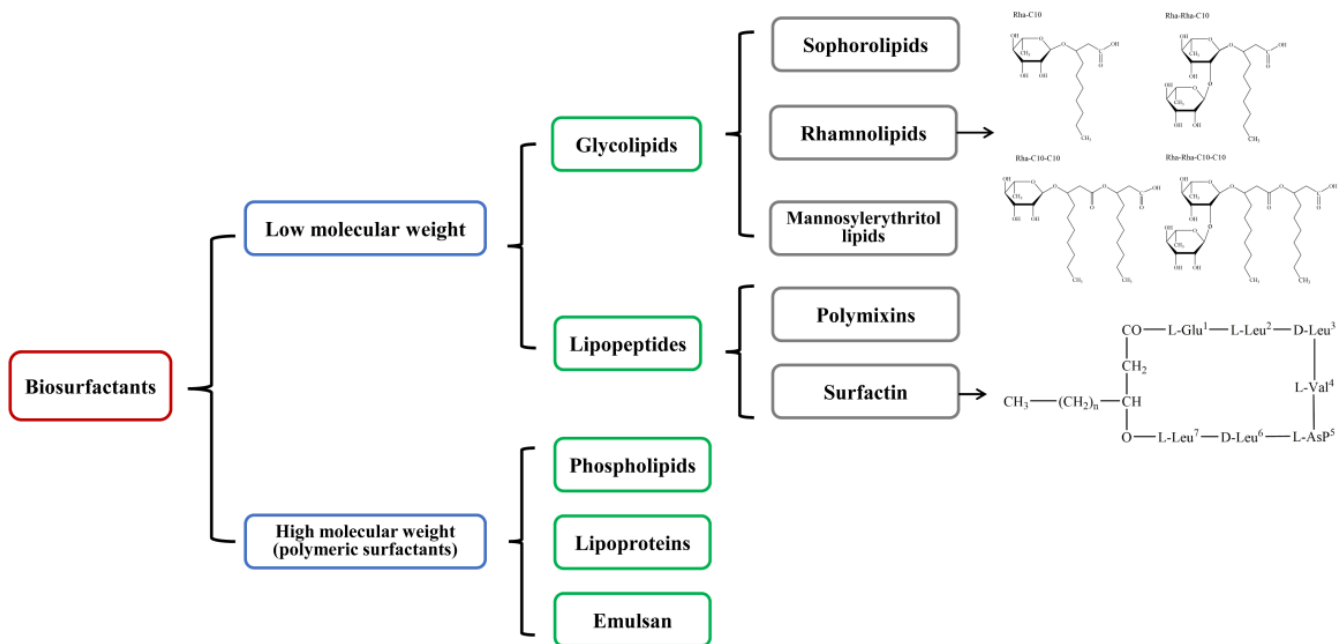 Biosurfactants
Low molecular weight
High molecular weight
(polymeric surfactants)
Glycolipids
Lipopeptides
Phospholipids
Lipoproteins
Emulsan
Sophorolipids
Rhamnolipids
Mannosylerythritol
lipids
Polymixins
Surfactin
Rha-C10
Rha-Rha-C10
Rha-C10-C10
Rha-Rha-C10-C10
CO—L-Glu¹—L-Leu²—D-Leu³
CH₂
L-Val⁴
CH₃—(CH₂)ₙ—CH
O—L-Leu⁷—D-Leu⁶—L-AsP⁵